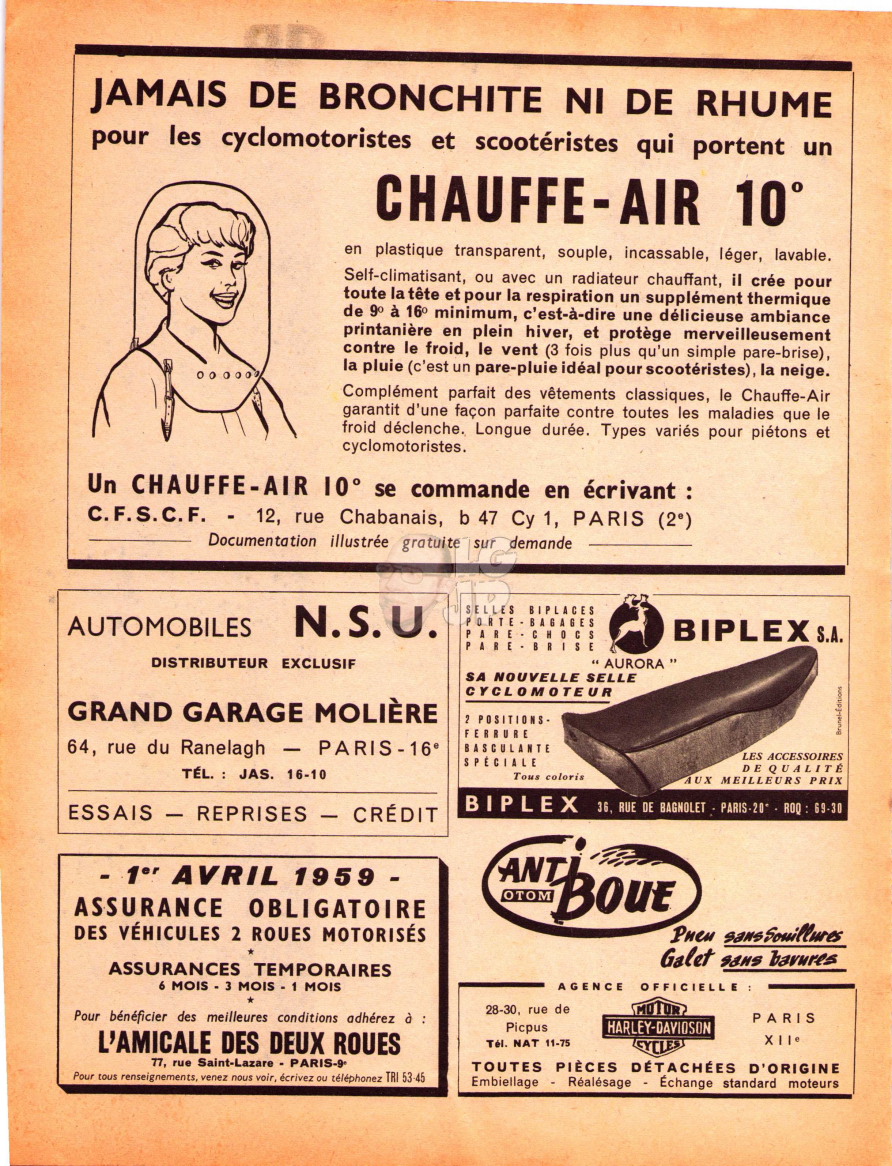 JAMAIS DE BRONCHITE NI DE RHUME
pour les cyclomotoristes et scootéristes qui portent un
CHAUFFE-AIR 10°
en plastique transparent, souple, incassable, léger, lavable.
Self-climatisant, ou avec un radiateur chauffant, il crée pour
toute la tête et pour la respiration un supplément thermique
de 9° à 16° minimum, c'est-à-dire une délicieuse ambiance
printanière en plein hiver, et protège merveilleusement
contre le froid, le vent (3 fois plus qu'un simple pare-brise),
la pluie (c'est un pare-pluie idéal pour scootéristes), la neige.
Complément parfait des vêtements classiques, le Chauffe-Air
garantit d'une façon parfaite contre toutes les maladies que le
froid déclenche. Longue durée. Types variés pour piétons et
cyclomotoristes.
Un CHAUFFE-AIR 10° se commande en écrivant :
C.F.S.C.F. - 12, rue Chabanais, b 47 Cy 1, PARIS (2e)
Documentation illustrée gratuite sur demande
LG
JB
AUTOMOBILES N.S.U.
DISTRIBUTEUR EXCLUSIF
GRAND GARAGE MOLIÈRE
64, rue du Ranelagh — PARIS-16e
TÉL. : JAS. 16-10
ESSAIS — REPRISES — CRÉDIT
SELLES BIPLACES
PORTE-BAGAGES
PARE-CHOCS
PARE-BRISE
BIPLEX S.A.
"AURORA"
SA NOUVELLE SELLE
CYCLOMOTEUR
2 POSITIONS-
FERRURE
BASCULANTE
SPÉCIALE
Tous coloris
Brunel-Éditions
LES ACCESSOIRES
DE QUALITÉ
AUX MEILLEURS PRIX
BIPLEX 36, RUE DE BAGNOLET - PARIS-20e - ROQ : 69-30
- 1er AVRIL 1959 -
ASSURANCE OBLIGATOIRE
DES VÉHICULES 2 ROUES MOTORISÉS
*
ASSURANCES TEMPORAIRES
6 MOIS - 3 MOIS - 1 MOIS
*
Pour bénéficier des meilleures conditions adhérez à :
L'AMICALE DES DEUX ROUES
77, rue Saint-Lazare - PARIS-9e
Pour tous renseignements, venez nous voir, écrivez ou téléphonez TRI 53-45
ANTI
OTOM BOUE
Pneu sans Souillures
Galet sans bavures
AGENCE OFFICIELLE :
28-30, rue de
Picpus
Tél. NAT 11-75
MOTOR
HARLEY-DAVIDSON
CYCLES
PARIS
XIIe
TOUTES PIÈCES DÉTACHÉES D'ORIGINE
Embiellage - Réalésage - Échange standard moteurs